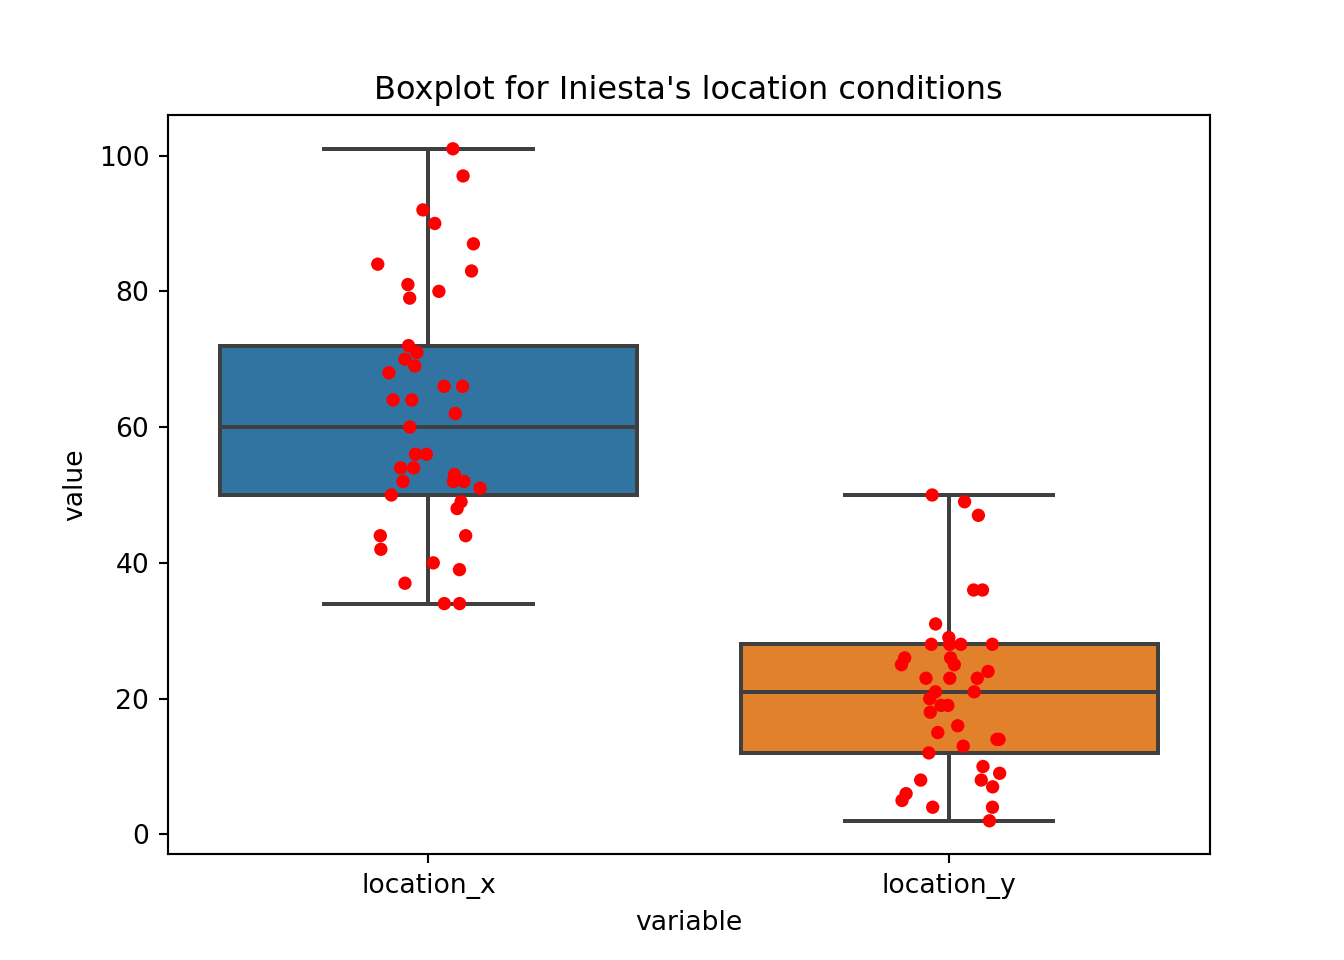 Boxplot for Iniesta's location conditions
100
80
60
40
20
0
value
location_x
location_y
variable